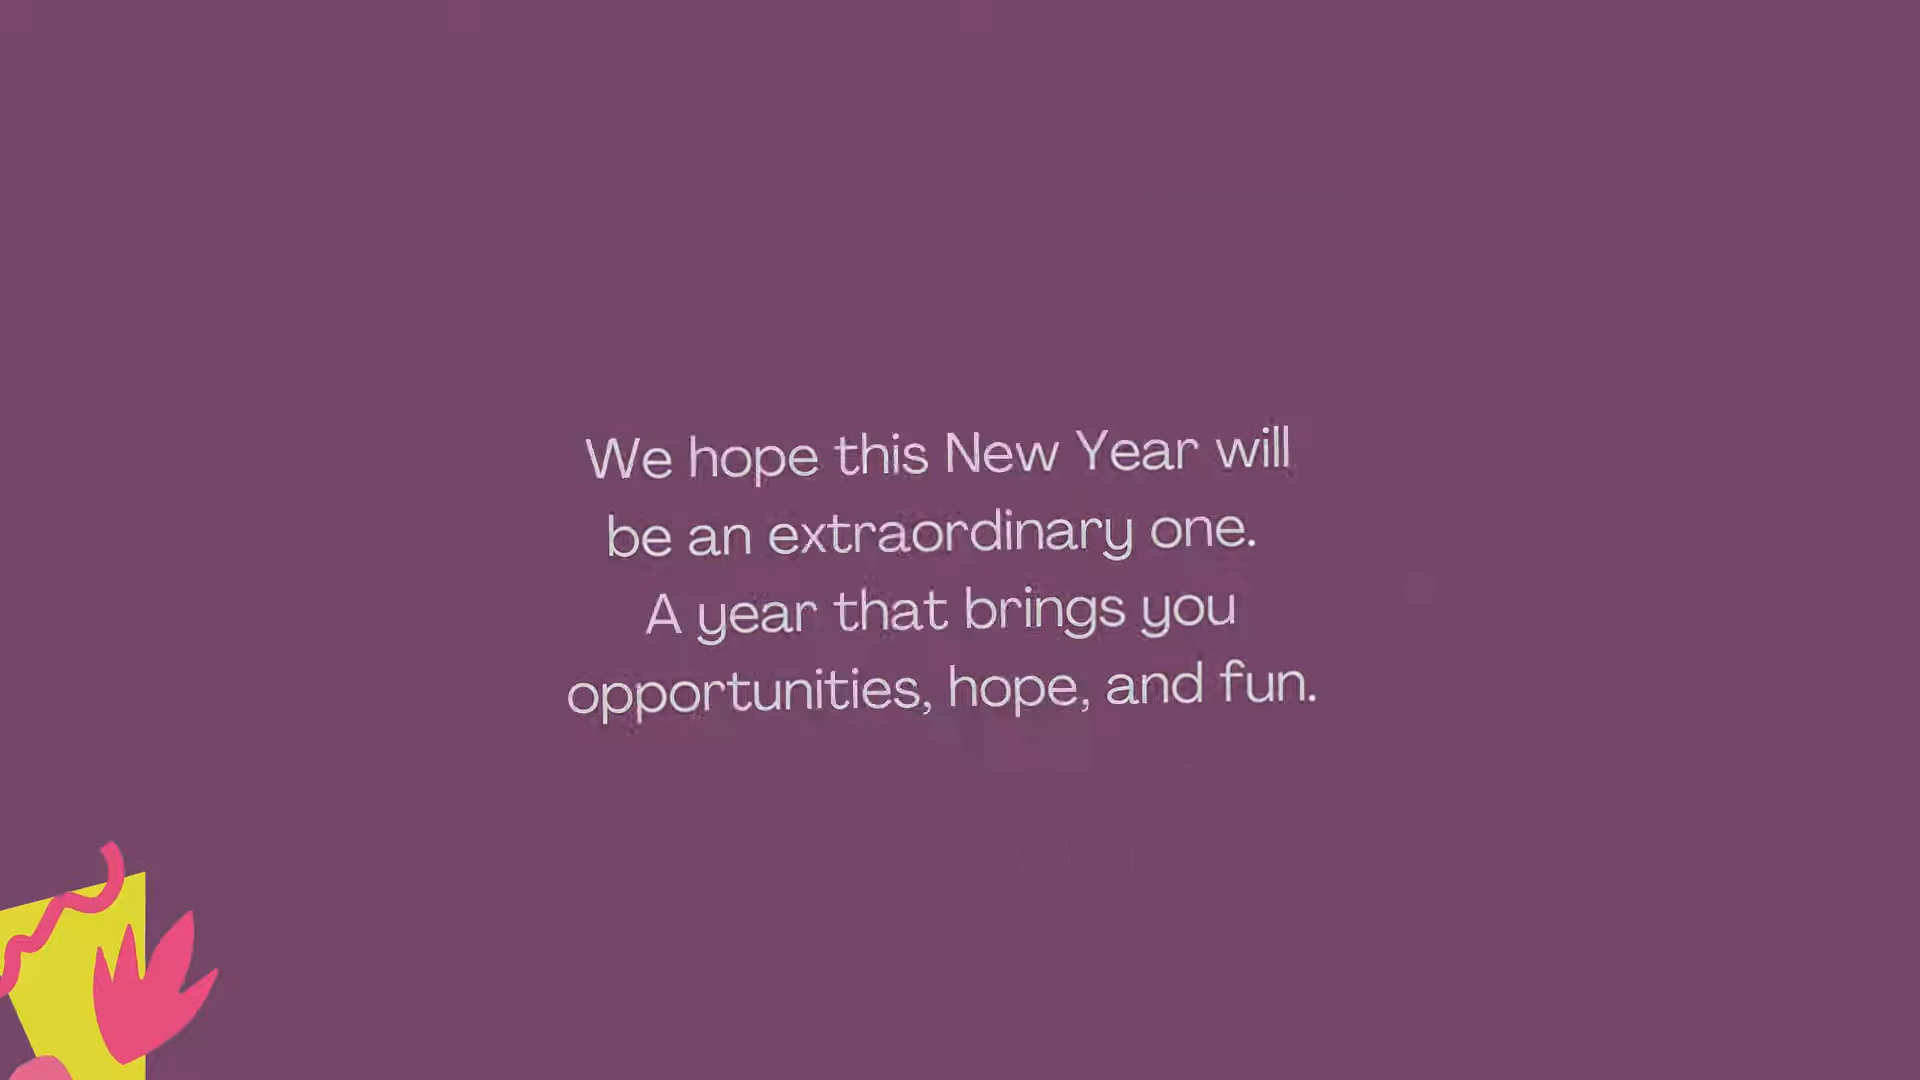 We hope this New Year will
be an extraordinary one.
A year that brings you
opportunities, hope, and fun.